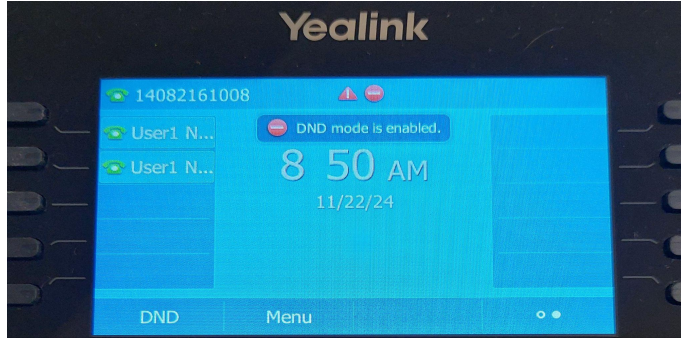 Yealink
14082161008
User1 N...
DND mode is enabled.
User1 N...
8 50 AM
11/22/24
DND Menu